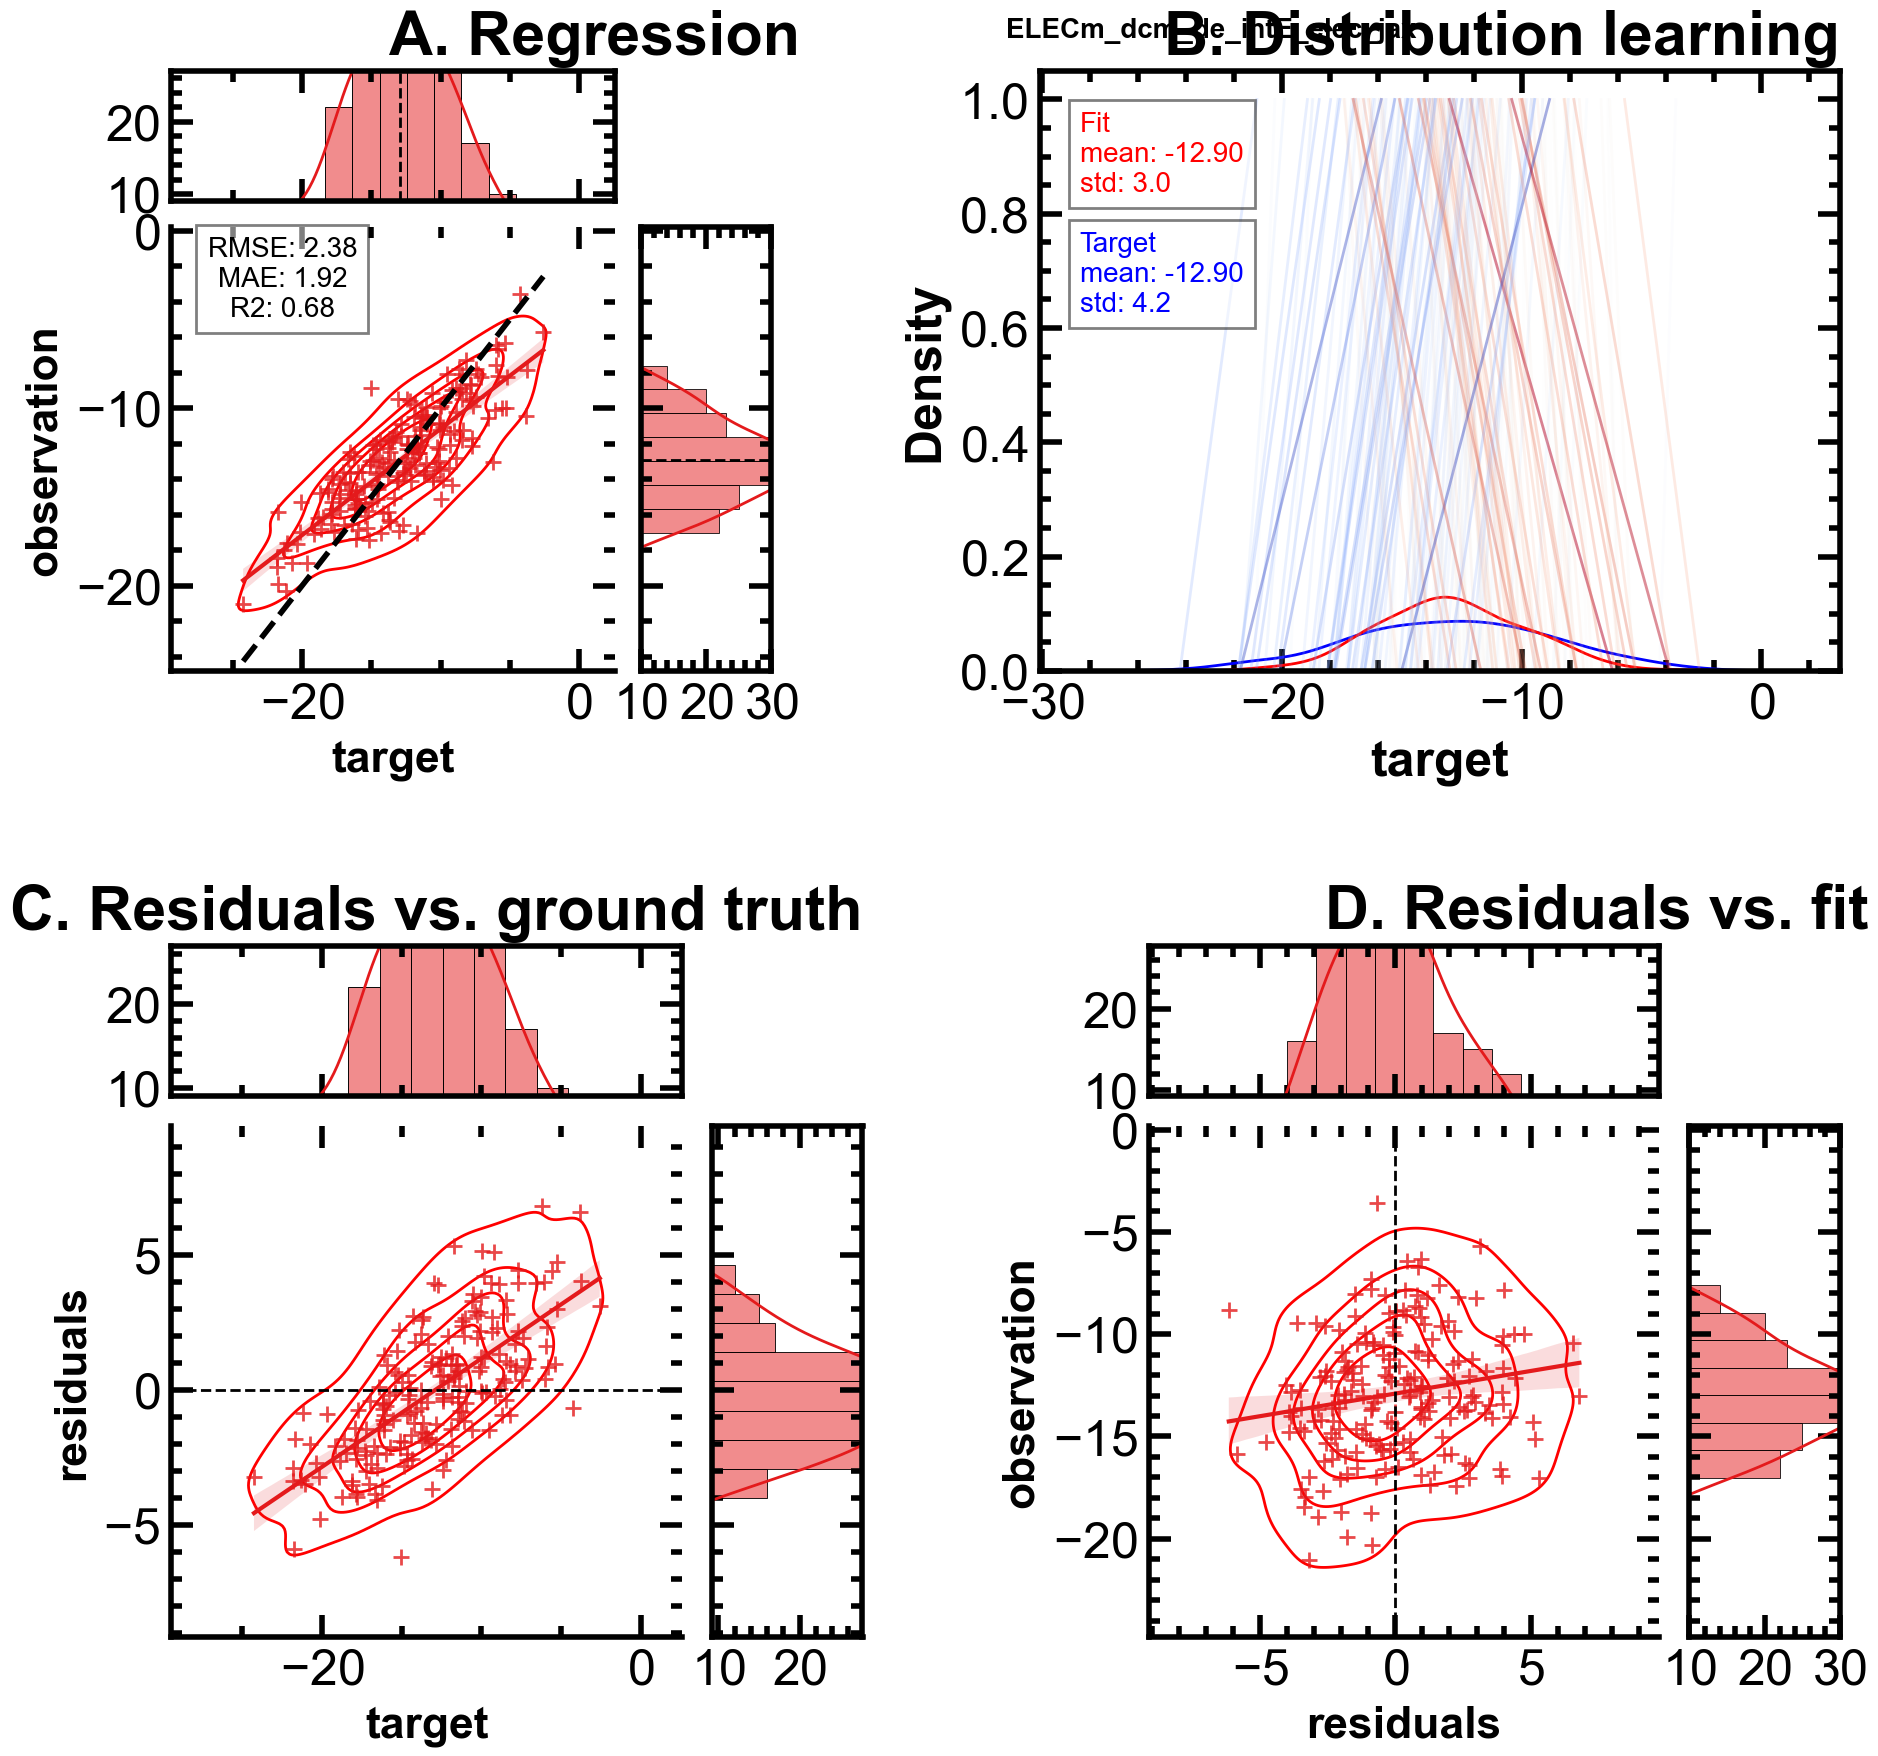 A. Regression
20
10
0
−10
−20
observation
RMSE: 2.38
MAE: 1.92
R2: 0.68
−20
0
10
20
30
target
B. Distribution learning
1.0
0.8
0.6
0.4
0.2
0.0
Density
Fit
mean: -12.90
std: 3.0
Target
mean: -12.90
std: 4.2
−30
−20
−10
0
target
C. Residuals vs. ground truth
20
10
5
0
−5
residuals
−20
0
10
20
target
D. Residuals vs. fit
20
10
0
−5
−10
−15
−20
observation
−5
0
5
10
20
30
residuals